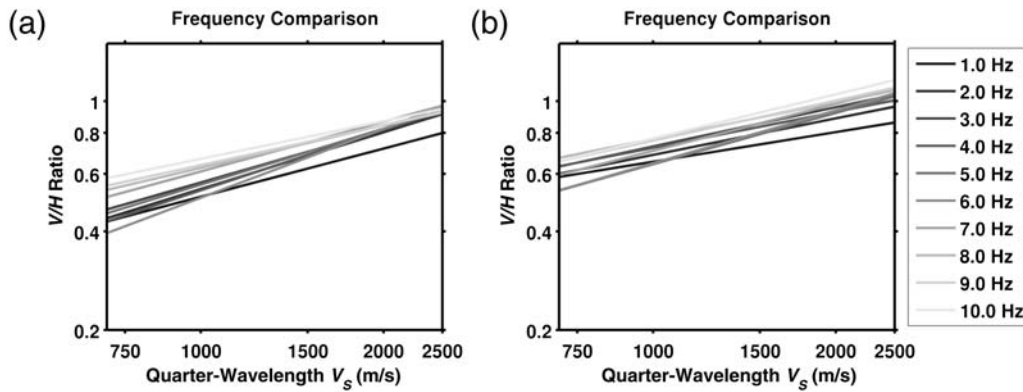 (a)
Frequency Comparison
V/H Ratio
1
0.8
0.6
0.4
0.2
750 1000 1500 2000 2500
Quarter-Wavelength VS (m/s)
(b)
Frequency Comparison
V/H Ratio
1
0.8
0.6
0.4
0.2
750 1000 1500 2000 2500
Quarter-Wavelength VS (m/s)
1.0 Hz
2.0 Hz
3.0 Hz
4.0 Hz
5.0 Hz
6.0 Hz
7.0 Hz
8.0 Hz
9.0 Hz
10.0 Hz